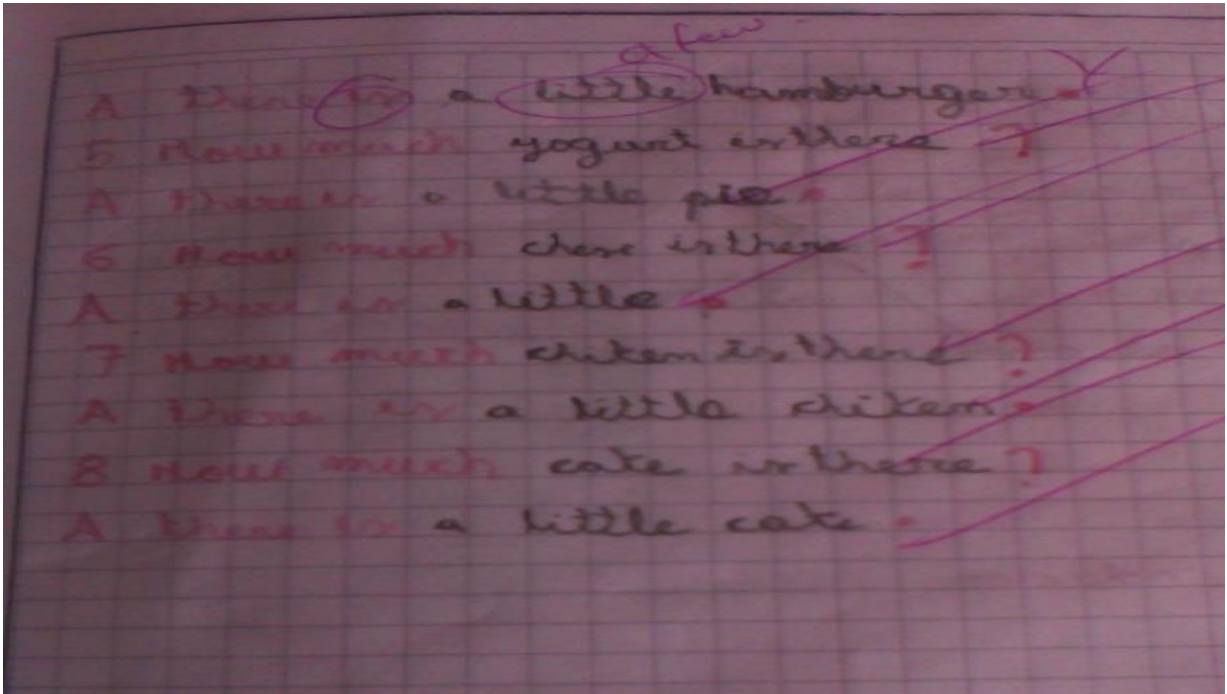 a few
A there is a little hamburger.
5 How much yogurt is there ?
A there is a little pie.
6 How much chese is there ?
A there is a little .
7 How much chiken is there ?
A there is a little chiken.
8 How much cake is there ?
A there is a little cake .